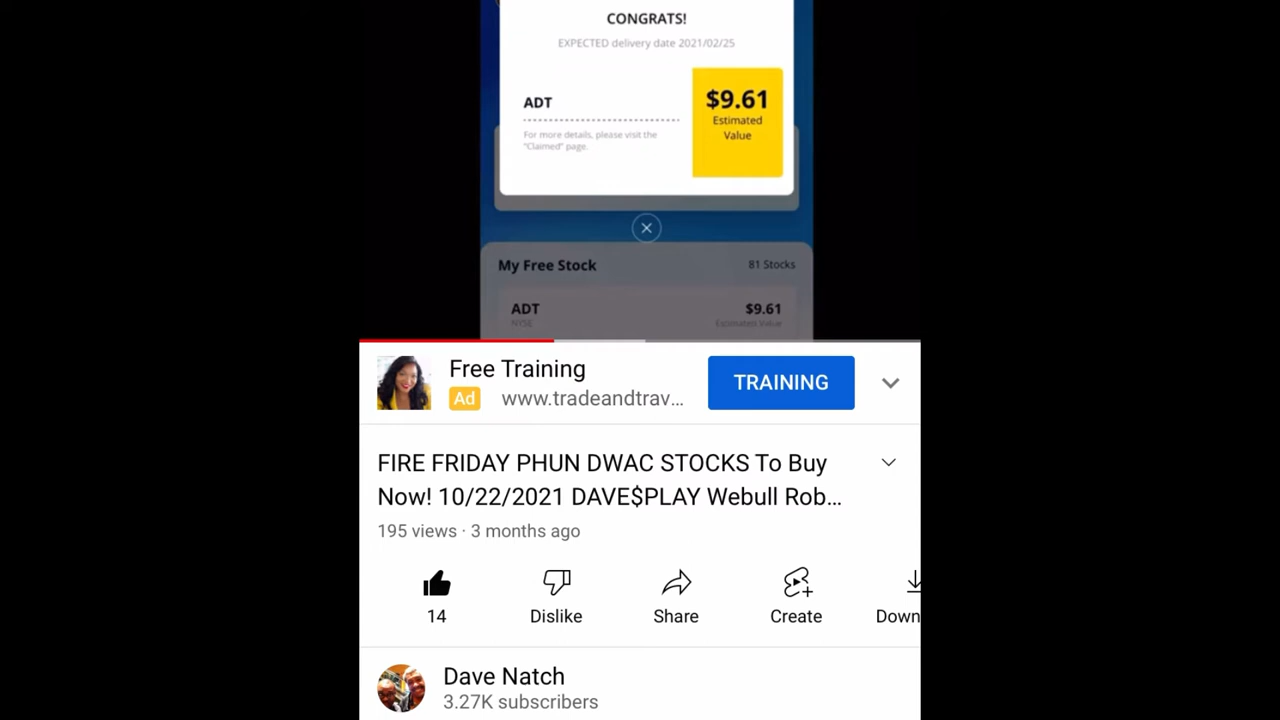 CONGRATS!
EXPECTED delivery date 2021/02/25
ADT
$9.61
Estimated
Value
For more details, please visit the
"Claimed" page.
My Free Stock
81 Stocks
ADT
$9.61
NYSE
Estimated Value
Free Training
Ad
www.tradeandtrav...
TRAINING
FIRE FRIDAY PHUN DWAC STOCKS To Buy
Now! 10/22/2021 DAVE$PLAY Webull Rob...
195 views · 3 months ago
14
Dislike
Share
Create
Down
Dave Natch
3.27K subscribers